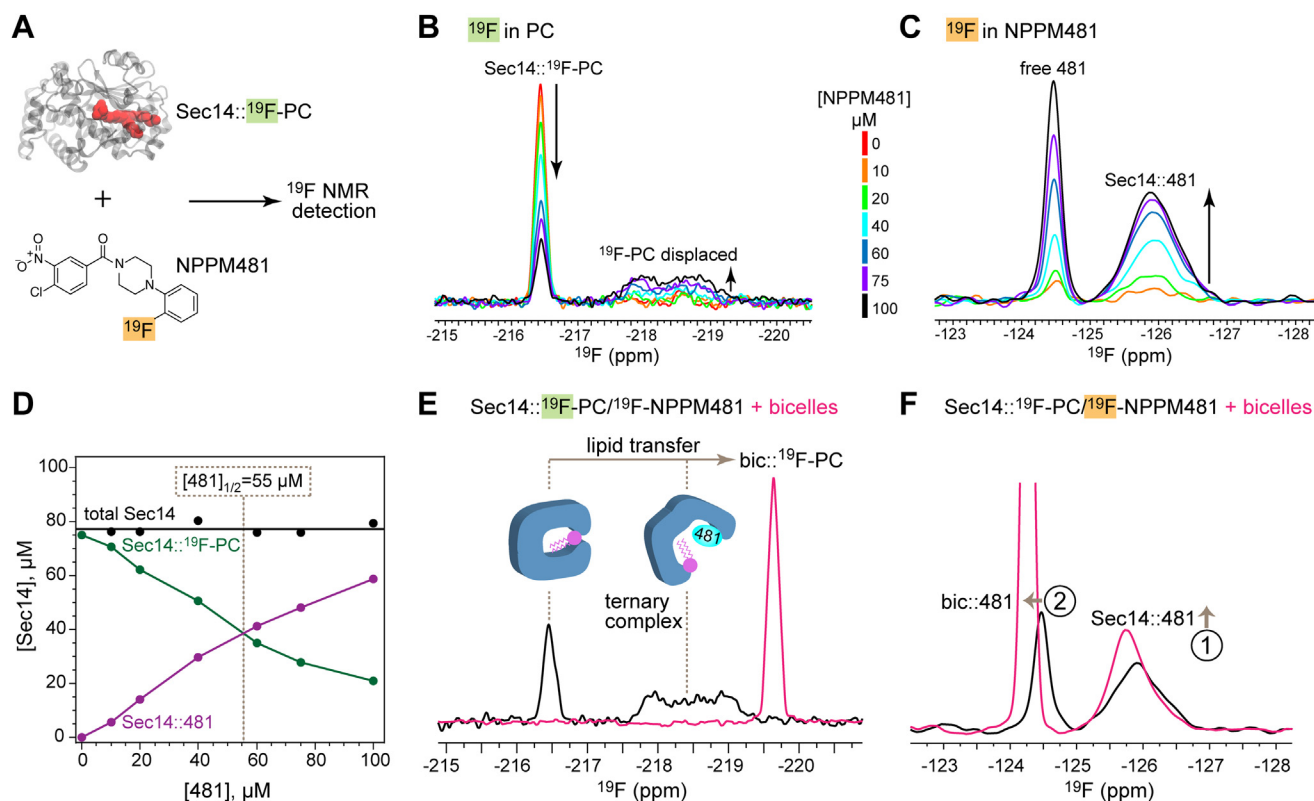 A
Sec14::19F-PC
+
19F NMR
detection
O
N+
O
O-
N
N
Cl
19F
NPPM481
B 19F in PC
Sec14::19F-PC
19F-PC displaced
-215 -216 -217 -218 -219 -220
19F (ppm)
[NPPM481]
µM
0
10
20
40
60
75
100
C 19F in NPPM481
free 481
Sec14::481
-123 -124 -125 -126 -127 -128
19F (ppm)
D
[481]1/2=55 µM
total Sec14
Sec14::19F-PC
Sec14::481
100
80
60
40
20
0
[Sec14], µM
0 20 40 60 80 100
[481], µM
E Sec14::19F-PC/19F-NPPM481 + bicelles
lipid transfer
bic::19F-PC
481
ternary
complex
-215 -216 -217 -218 -219 -220
19F (ppm)
F Sec14::19F-PC/19F-NPPM481 + bicelles
bic::481
2
Sec14::481
1
-123 -124 -125 -126 -127 -128
19F (ppm)